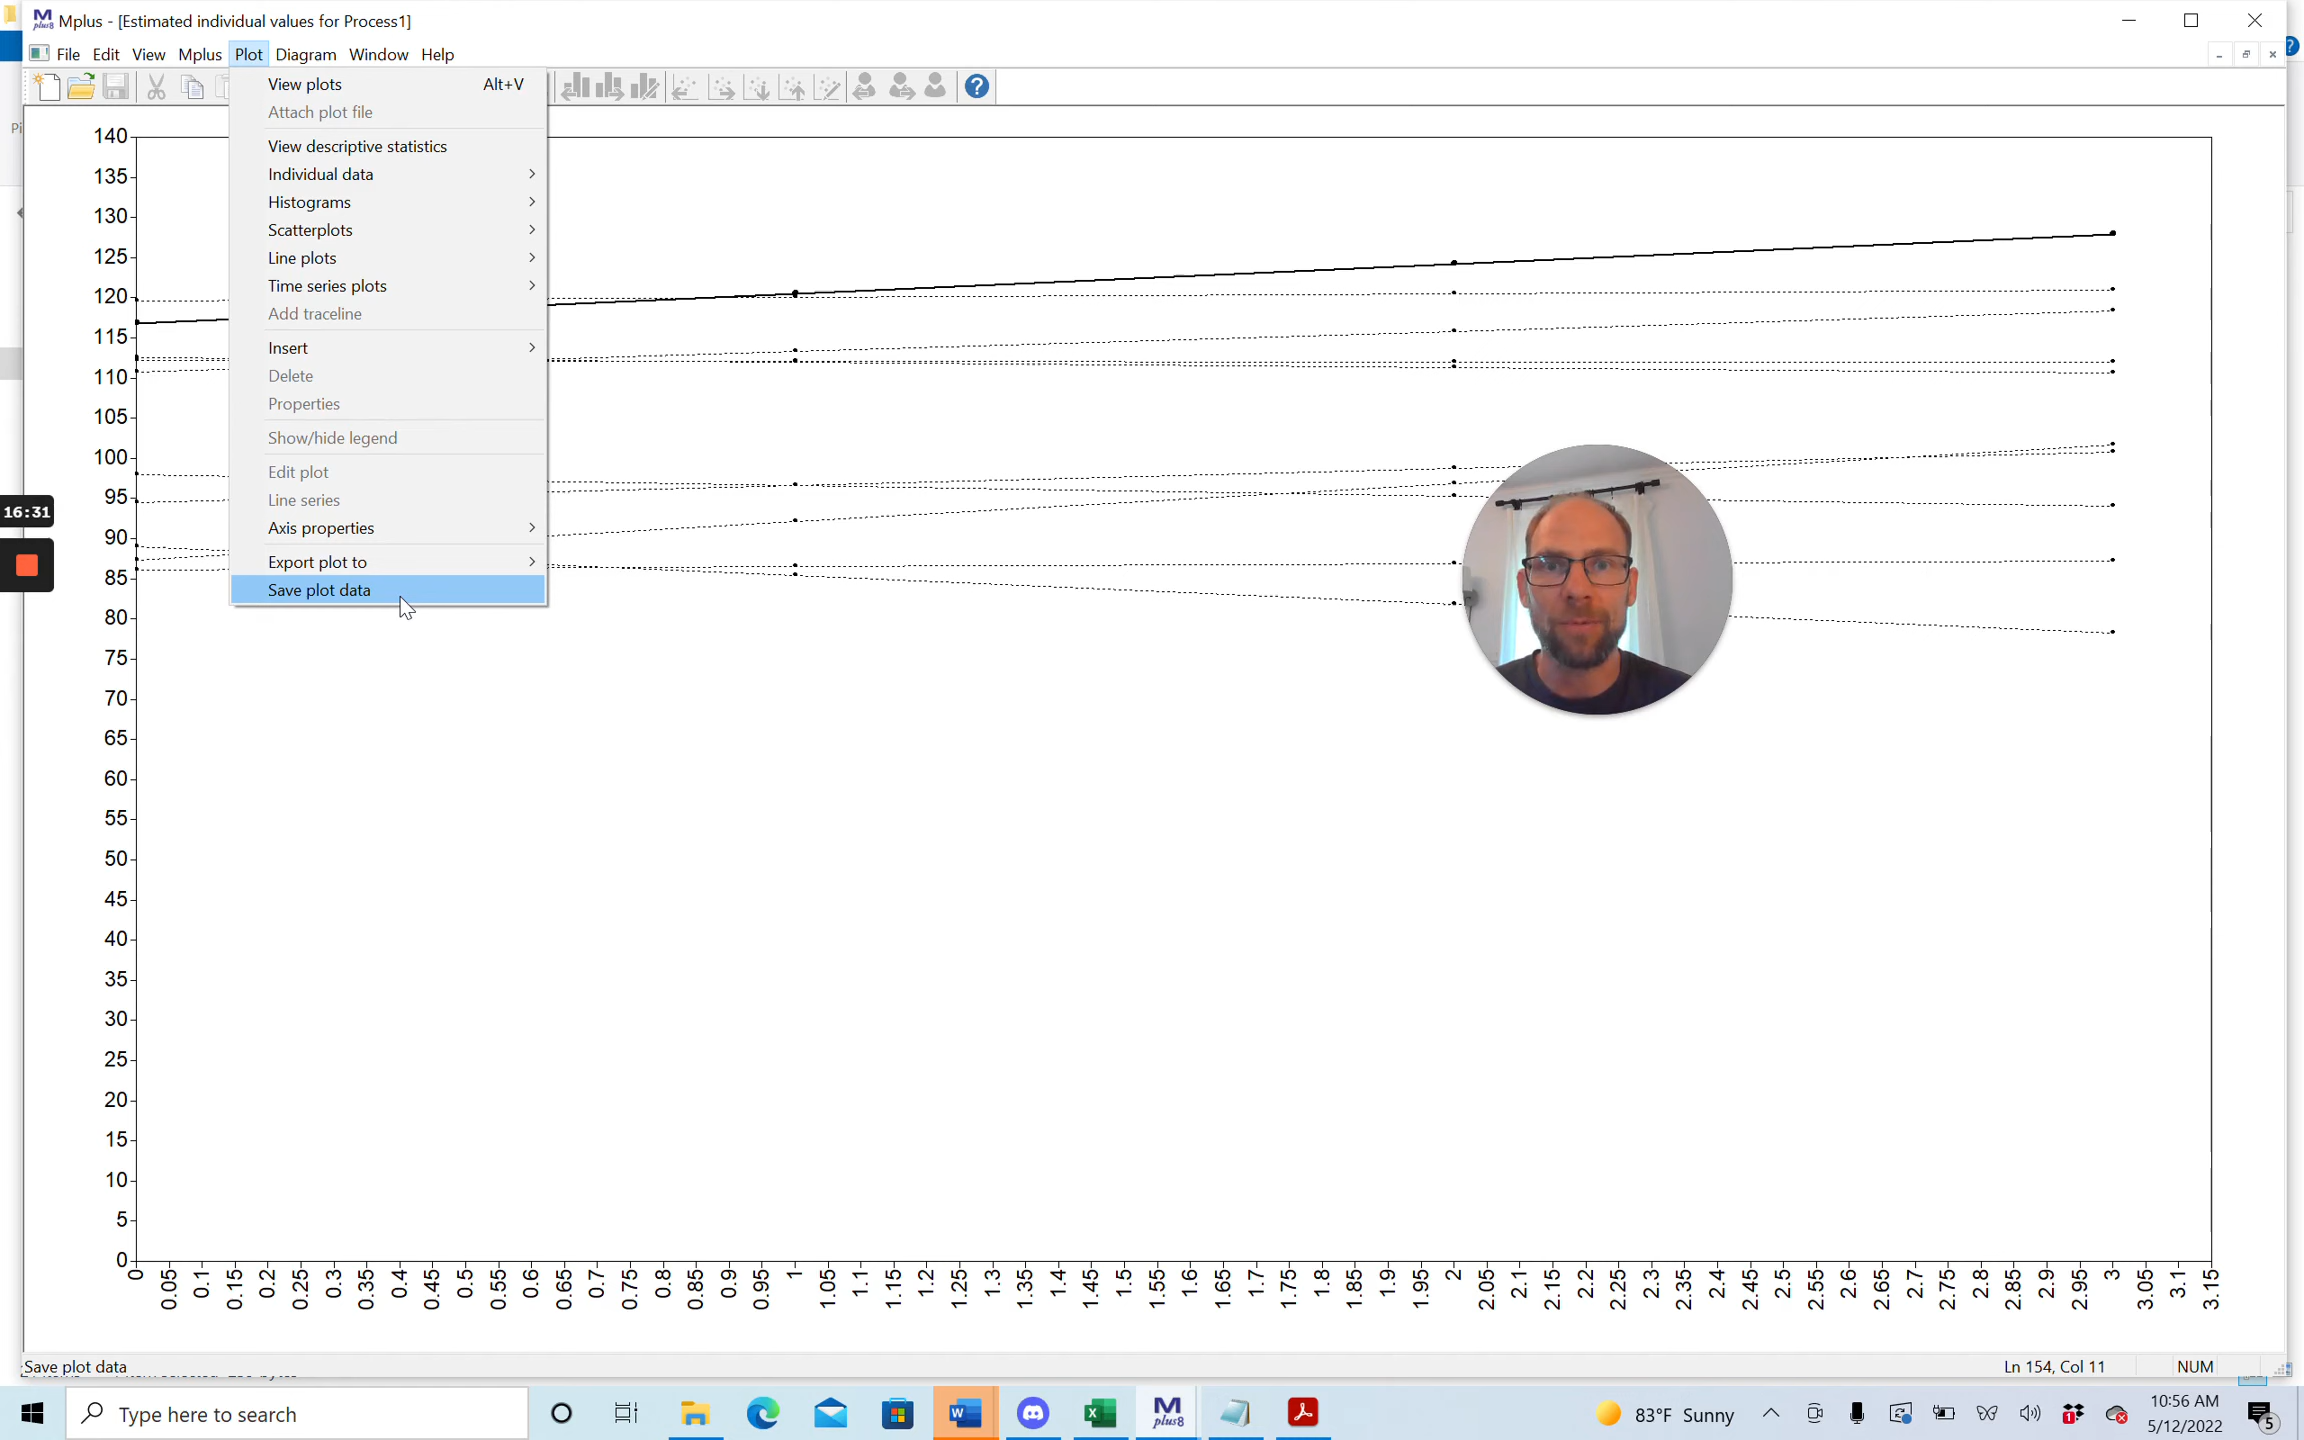 M plus8 Mplus - [Estimated individual values for Process1]
File Edit View Mplus Plot Diagram Window Help
View plots Alt+V
Attach plot file
View descriptive statistics
Individual data
Histograms
Scatterplots
Line plots
Time series plots
Add traceline
Insert
Delete
Properties
Show/hide legend
Edit plot
Line series
Axis properties
Export plot to
Save plot data
140
135
130
125
120
115
110
105
100
95
90
85
80
75
70
65
60
55
50
45
40
35
30
25
20
15
10
5
0
16:31
0 0.05 0.1 0.15 0.2 0.25 0.3 0.35 0.4 0.45 0.5 0.55 0.6 0.65 0.7 0.75 0.8 0.85 0.9 0.95 1 1.05 1.1 1.15 1.2 1.25 1.3 1.35 1.4 1.45 1.5 1.55 1.6 1.65 1.7 1.75 1.8 1.85 1.9 1.95 2 2.05 2.1 2.15 2.2 2.25 2.3 2.35 2.4 2.45 2.5 2.55 2.6 2.65 2.7 2.75 2.8 2.85 2.9 2.95 3 3.05 3.1 3.15
Save plot data Ln 154, Col 11 NUM
Type here to search
M plus8
83°F Sunny
1
10:56 AM
5/12/2022
5